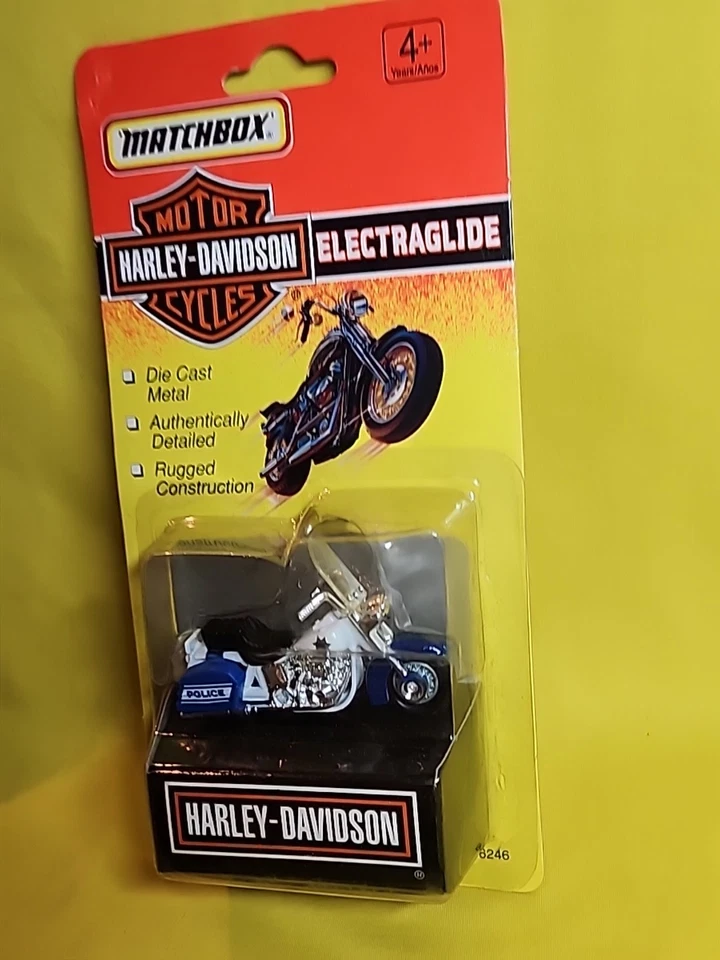 4+
Years/Años
MATCHBOX®
MOTOR
HARLEY-DAVIDSON
CYCLES
ELECTRAGLIDE
Die Cast
Metal
Authentically
Detailed
Rugged
Construction
POLICE
HARLEY-DAVIDSON
6246